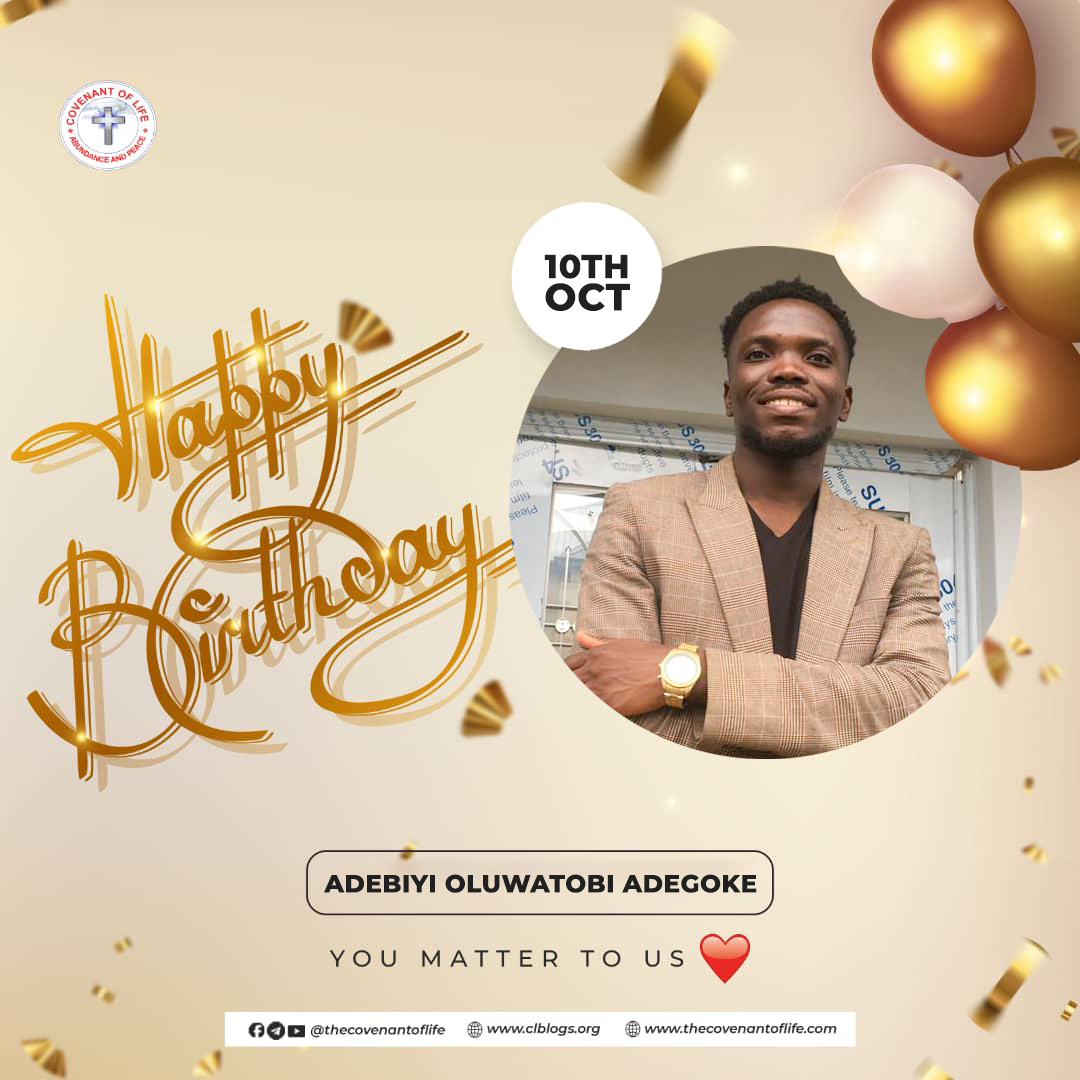 COVENANT OF LIFE
ABUNDANCE AND PEACE
10TH
OCT
Happy
Birthday
ADEBIYI OLUWATOBI ADEGOKE
YOU MATTER TO US
@thecovenantoflife www.clblogs.org www.thecovenantoflife.com